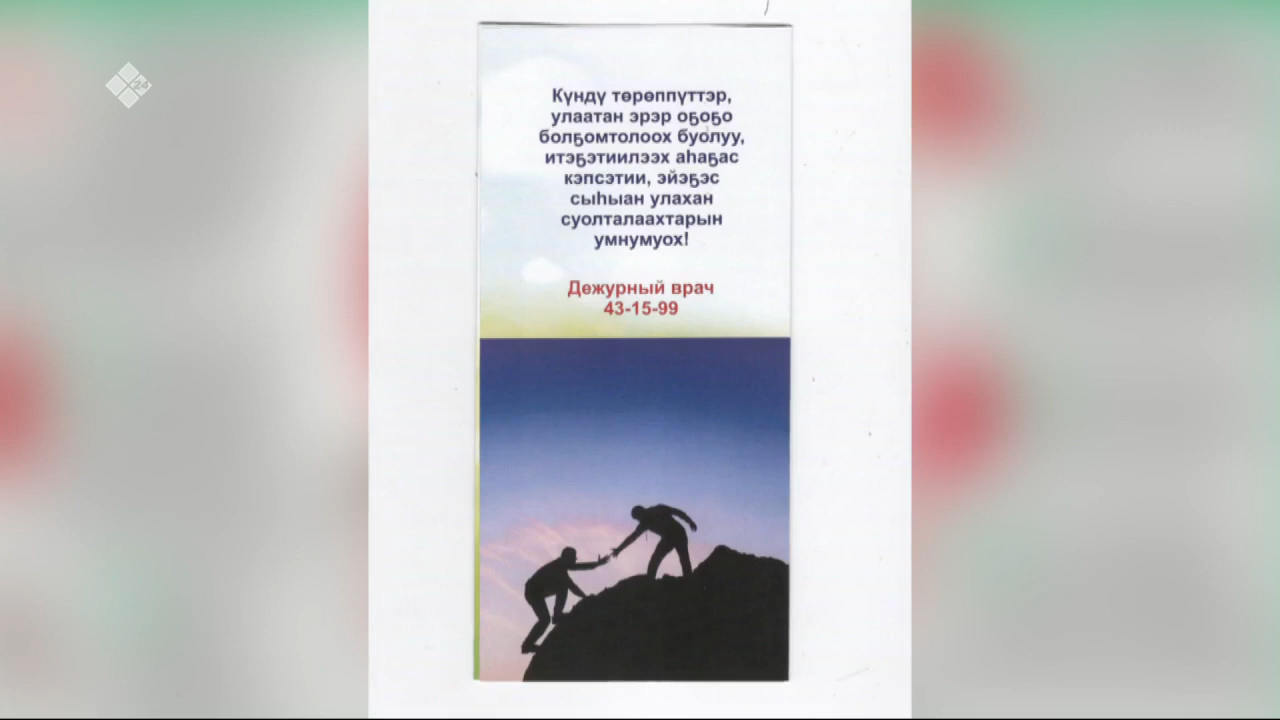 24
Күндү төрөппүттэр,
улаатан эрэр оҕоҕо
болҕомтолоох буолуу,
итэҕэтиилээх аһаҕас
кэпсэтии, эйэҕэс
сыһыан улахан
суолталаахтарын
умнумуох!
Дежурный врач
43-15-99